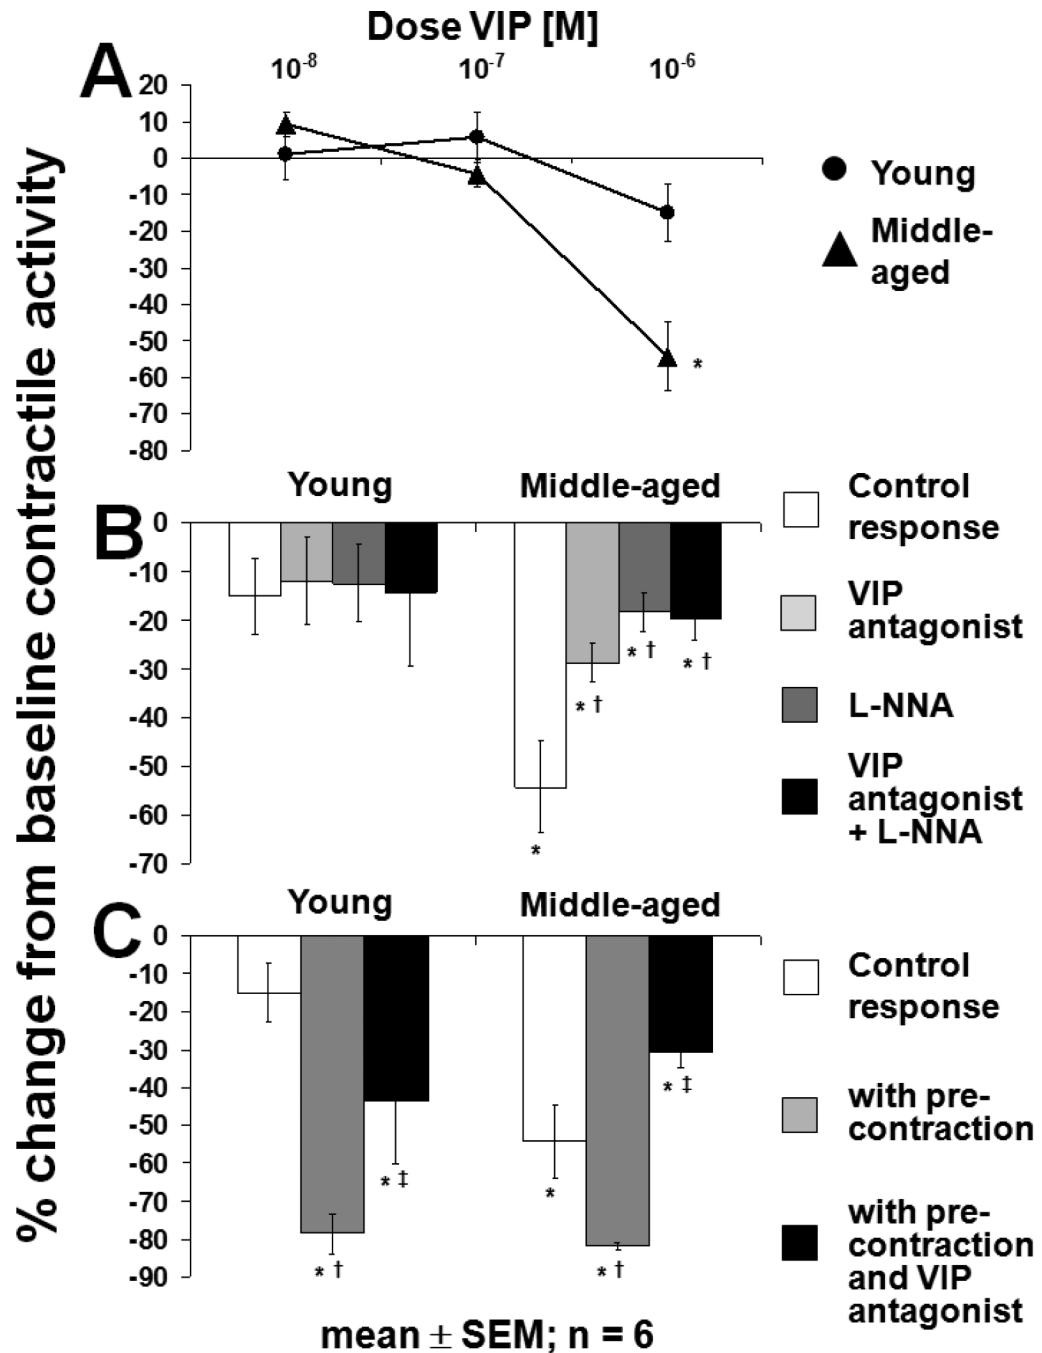 Dose VIP [M]
A
10⁻⁸ 10⁻⁷ 10⁻⁶
20
10
0
-10
-20
-30
-40
-50
-60
-70
-80
*
Young
Middle-
aged
% change from baseline contractile activity
B
Young Middle-aged
0
-10
-20
-30
-40
-50
-60
-70
*
* †
* †
* †
Control
response
VIP
antagonist
L-NNA
VIP
antagonist
+ L-NNA
C
Young Middle-aged
0
-10
-20
-30
-40
-50
-60
-70
-80
-90
* †
* ‡
*
* †
* ‡
Control
response
with pre-
contraction
with pre-
contraction
and VIP
antagonist
mean ± SEM; n = 6